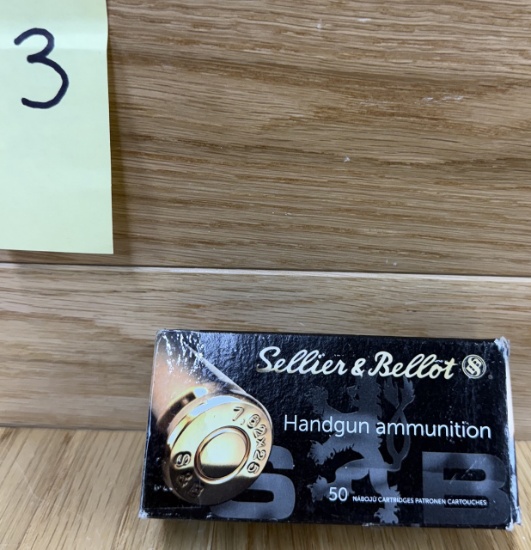 3
Sellier & Bellot
Handgun ammunition
7,62x25
S & B
S B
50 NÁBOJŮ CARTRIDGES PATRONEN CARTOUCHES